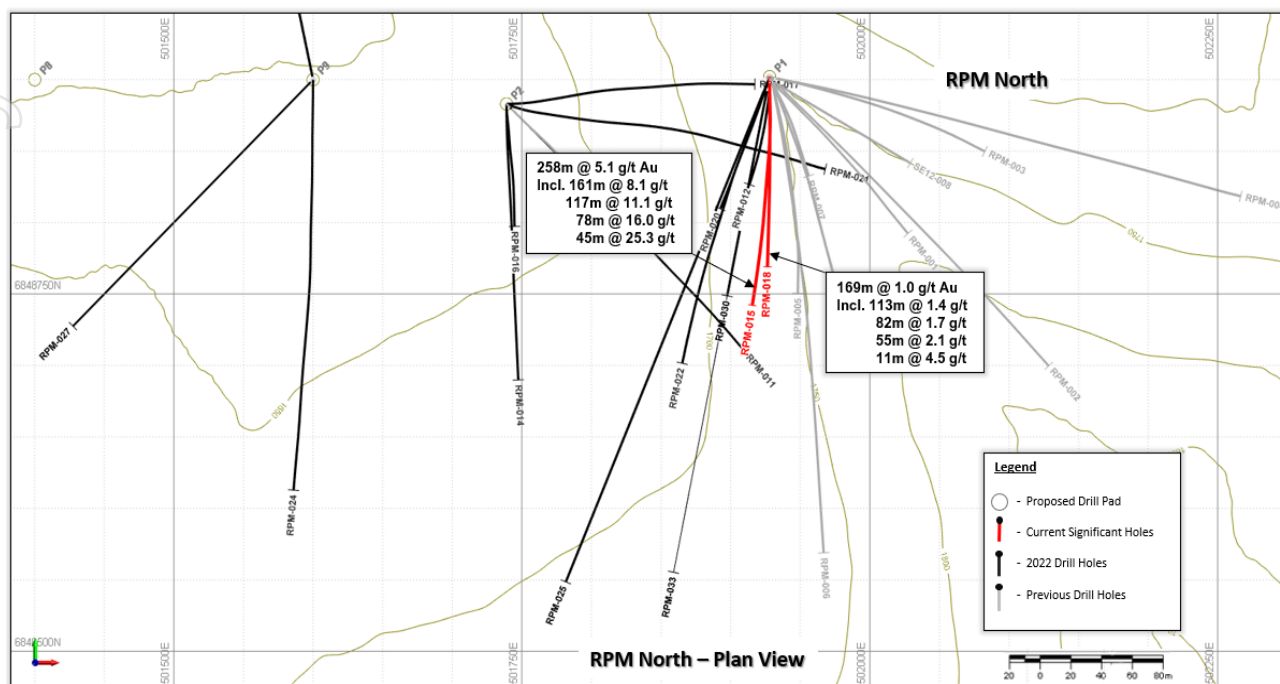 501500E
501750E
502000E
502250E
P8
P9
P2
P1
RPM North
RPM-017
RPM-003
SE12-008
RPM-021
258m @ 5.1 g/t Au
Incl. 161m @ 8.1 g/t
117m @ 11.1 g/t
78m @ 16.0 g/t
45m @ 25.3 g/t
RPM-012
RPM-007
RPM-020
RPM-016
RPM-001
1750
6848750N
RPM-018
RPM-015
RPM-030
RPM-005
169m @ 1.0 g/t Au
Incl. 113m @ 1.4 g/t
82m @ 1.7 g/t
55m @ 2.1 g/t
11m @ 4.5 g/t
RPM-027
1700
RPM-022
RPM-011
RPM-002
RPM-014
1650
1750
Legend
- Proposed Drill Pad
- Current Significant Holes
- 2022 Drill Holes
- Previous Drill Holes
RPM-024
RPM-025
RPM-033
RPM-006
1800
6848500N
501500E
501750E
502000E
502250E
RPM North – Plan View
20 0 20 40 60 80m